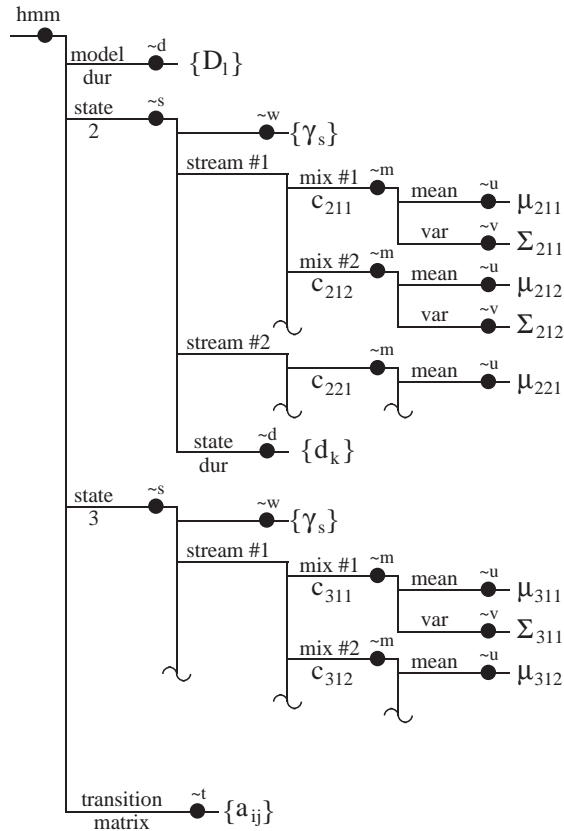 hmm
model ~d {D_l}
dur
state ~s
2
~w {γ_s}
stream #1
mix #1 ~m
c_211
mean ~u μ_211
var ~v Σ_211
mix #2 ~m
c_212
mean ~u μ_212
var ~v Σ_212
stream #2
~m
c_221
mean ~u μ_221
state ~d {d_k}
dur
state ~s
3
~w {γ_s}
stream #1
mix #1 ~m
c_311
mean ~u μ_311
var ~v Σ_311
mix #2 ~m
c_312
mean ~u μ_312
transition ~t {a_ij}
matrix